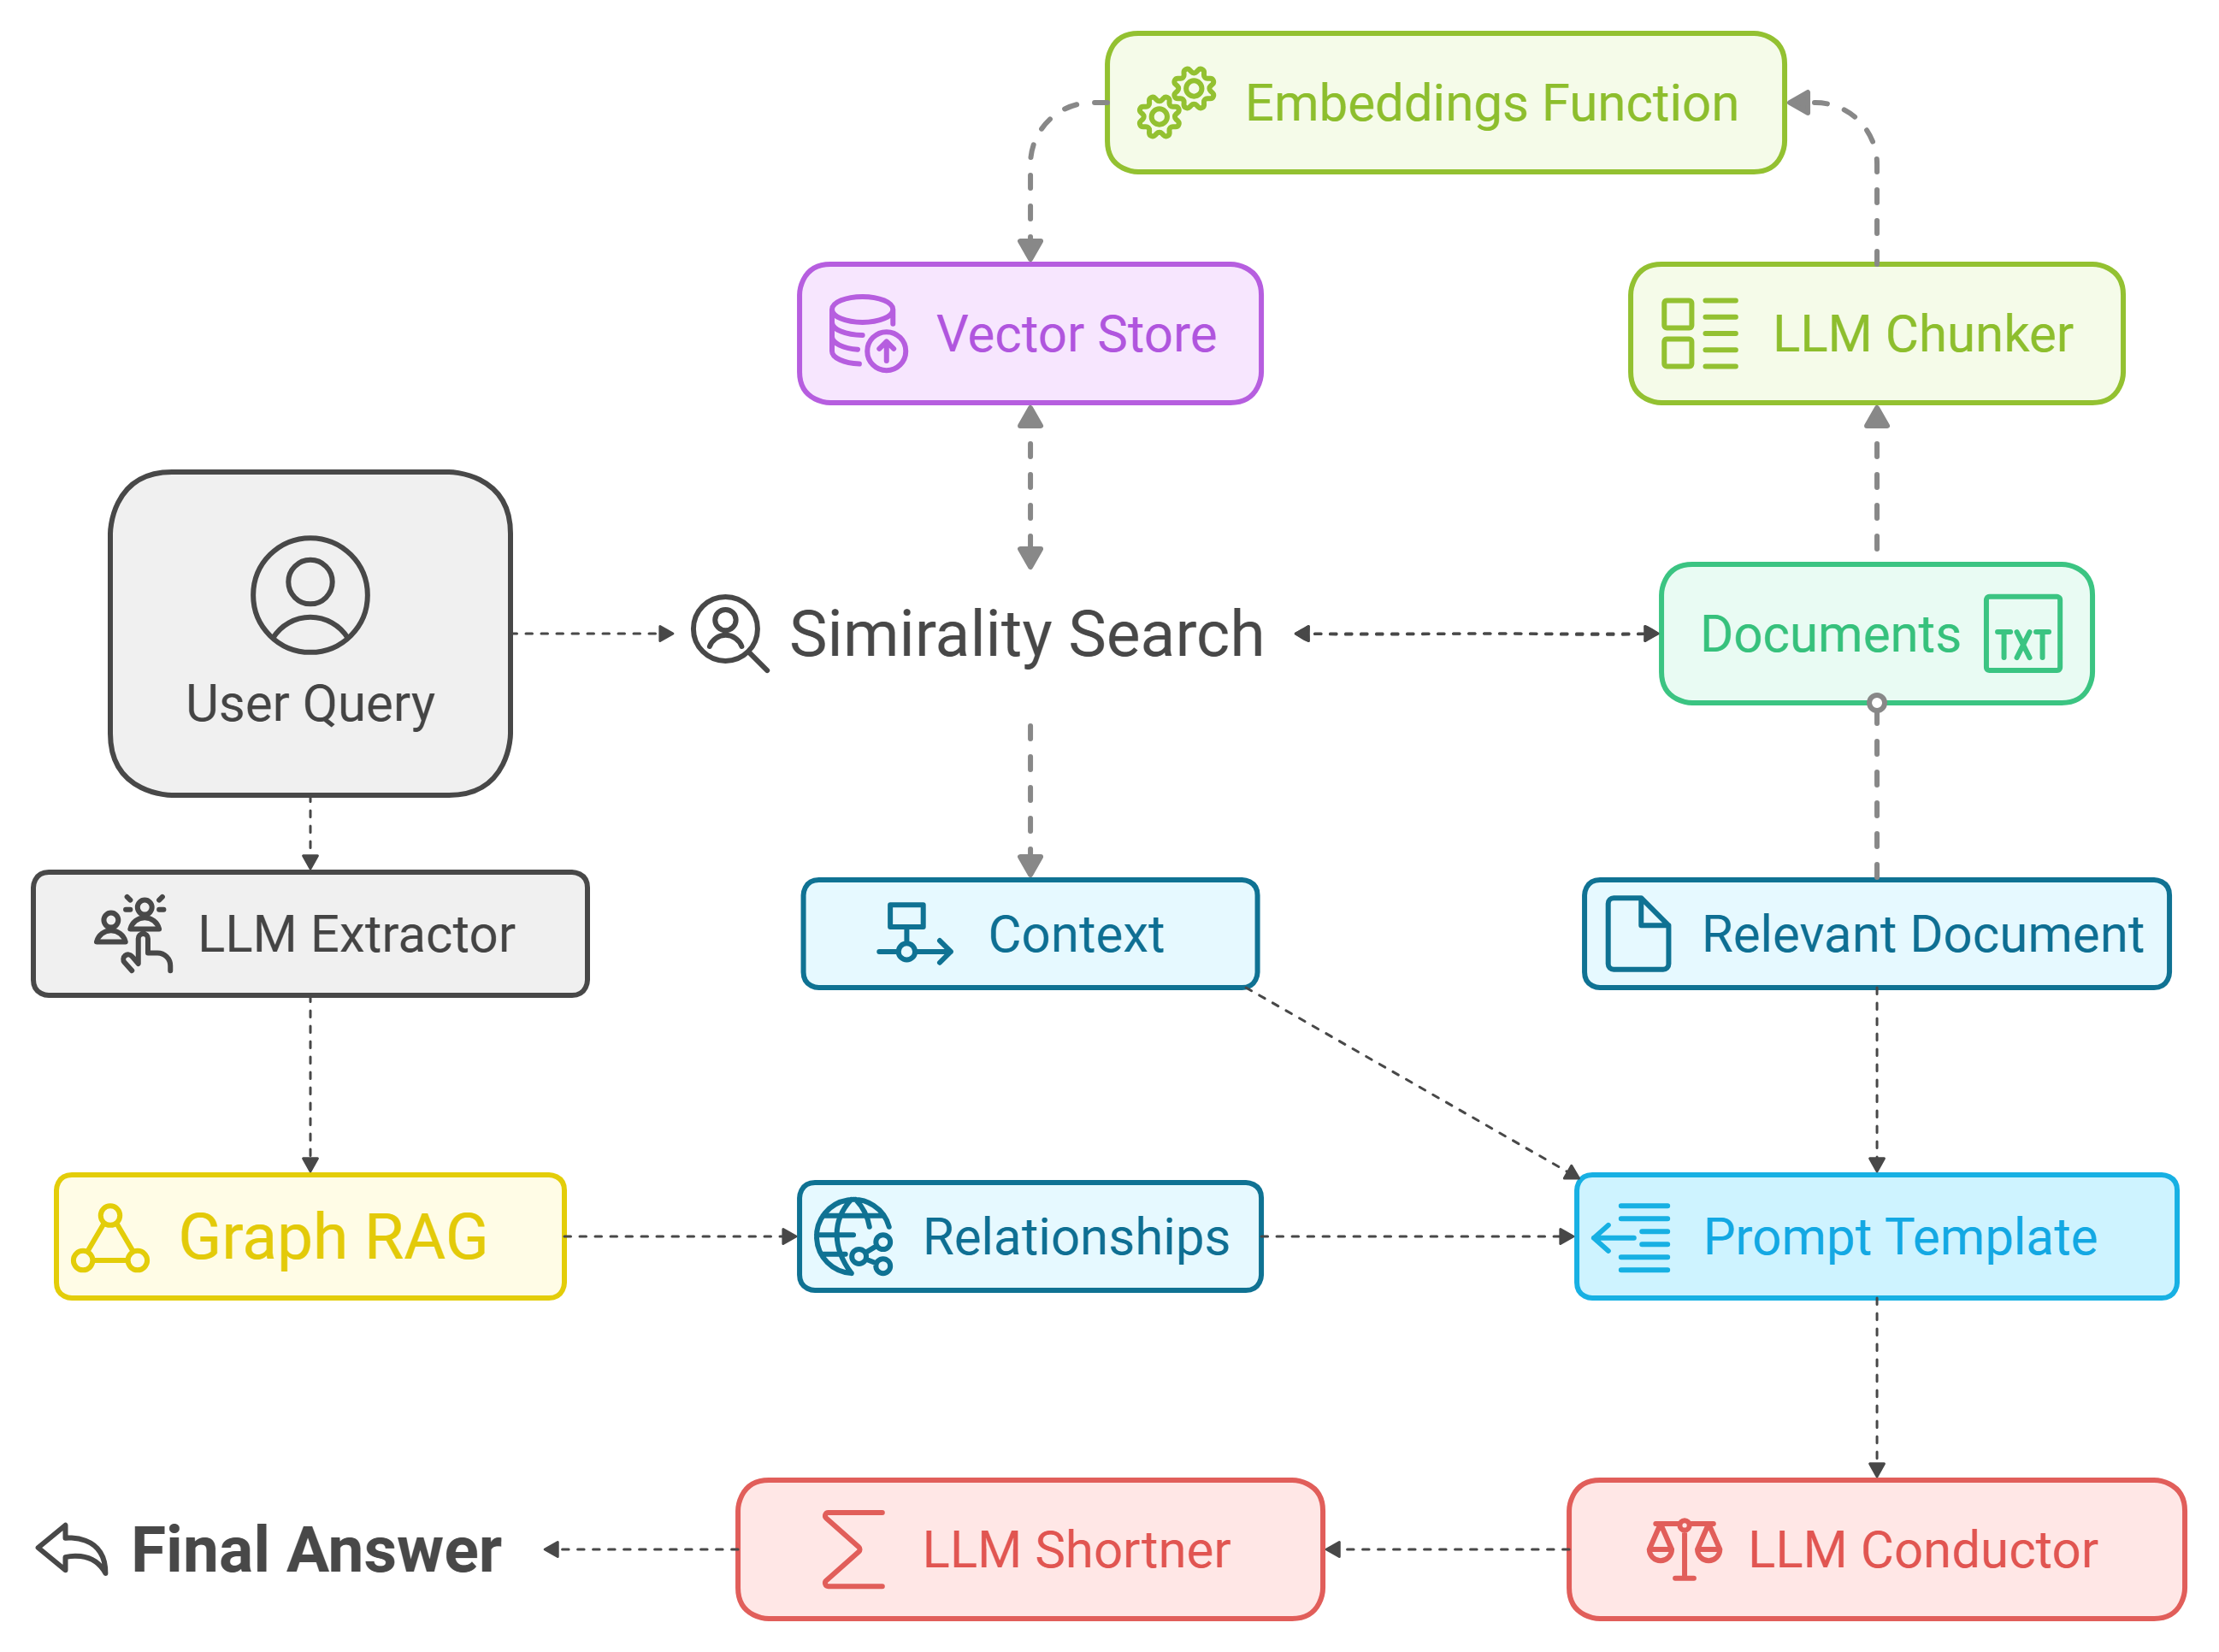 Embeddings Function
Vector Store
LLM Chunker
User Query
Simirality Search
Documents
TXT
LLM Extractor
Context
Relevant Document
Graph RAG
Relationships
Prompt Template
Final Answer
LLM Shortner
LLM Conductor